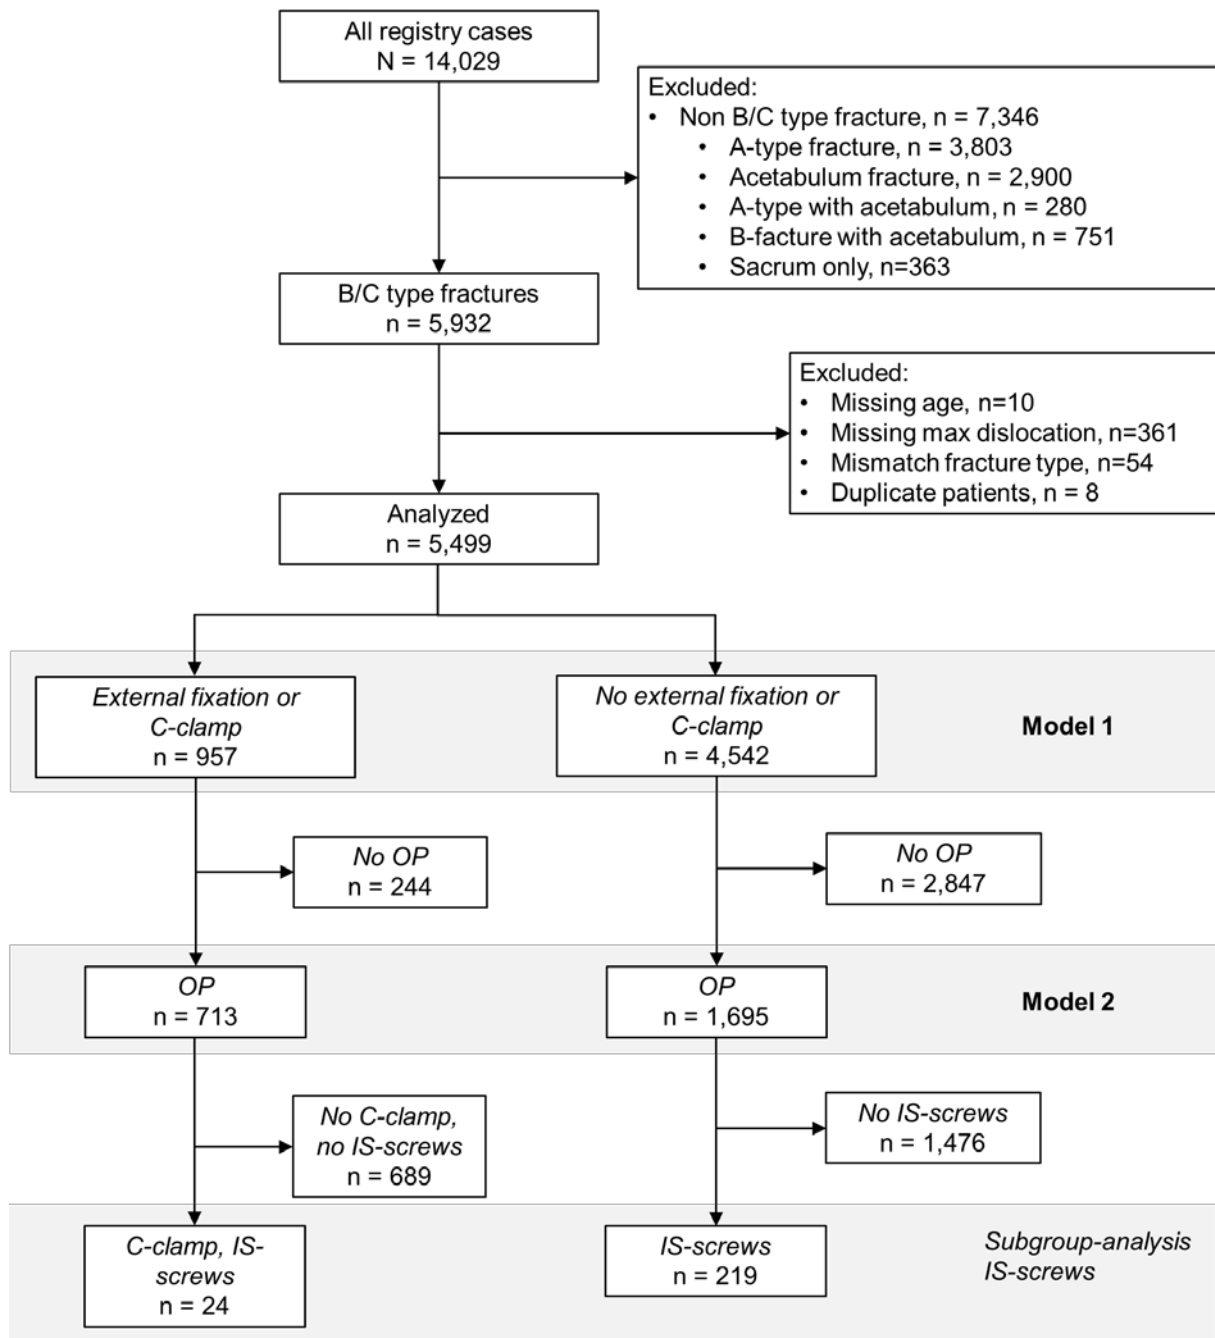 All registry cases
N = 14,029
Excluded:
• Non B/C type fracture, n = 7,346
• A-type fracture, n = 3,803
• Acetabulum fracture, n = 2,900
• A-type with acetabulum, n = 280
• B-facture with acetabulum, n = 751
• Sacrum only, n=363
B/C type fractures
n = 5,932
Excluded:
• Missing age, n=10
• Missing max dislocation, n=361
• Mismatch fracture type, n=54
• Duplicate patients, n = 8
Analyzed
n = 5,499
External fixation or
C-clamp
n = 957
No external fixation or
C-clamp
n = 4,542
Model 1
No OP
n = 244
No OP
n = 2,847
OP
n = 713
OP
n = 1,695
Model 2
No C-clamp,
no IS-screws
n = 689
No IS-screws
n = 1,476
C-clamp, IS-
screws
n = 24
IS-screws
n = 219
Subgroup-analysis
IS-screws